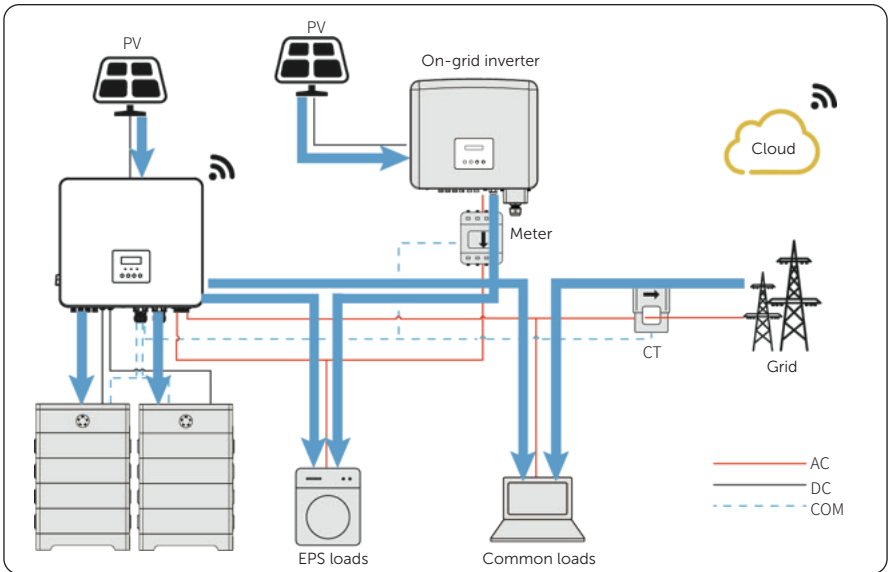 PV
PV
On-grid inverter
Cloud
Meter
CT
Grid
AC
DC
COM
EPS loads
Common loads